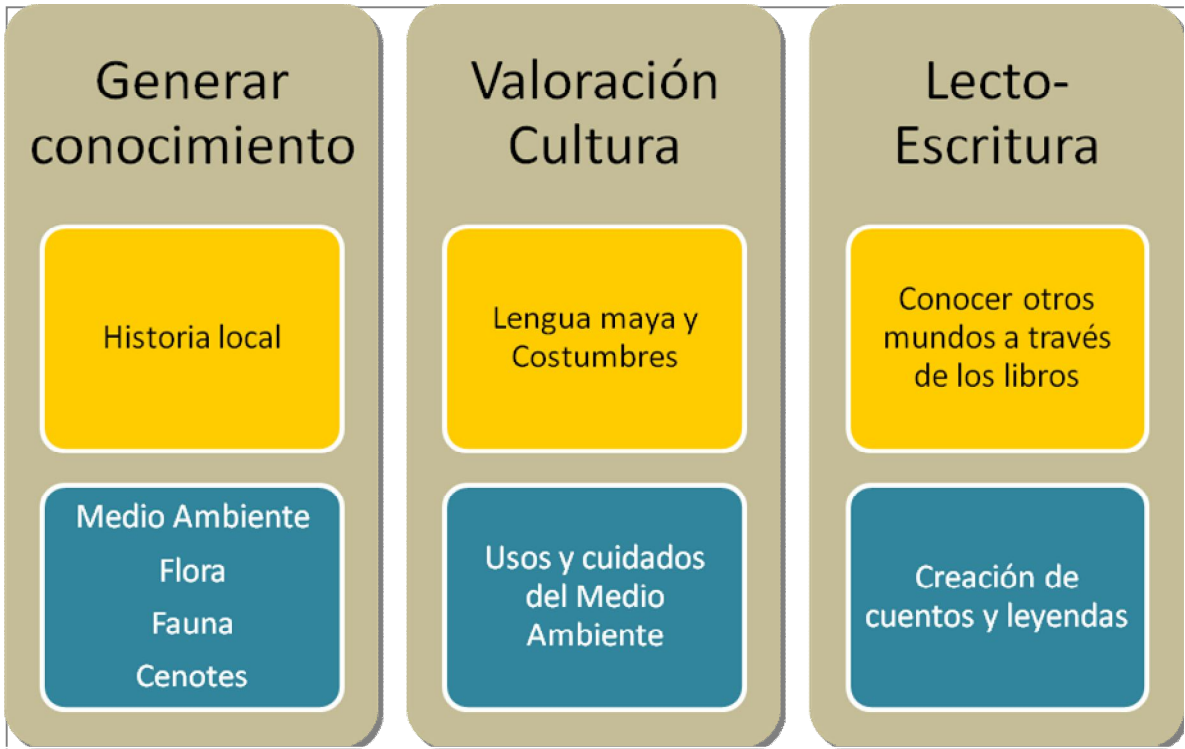 Generar
conocimiento
Historia local
Medio Ambiente
Flora
Fauna
Cenotes
Valoración
Cultura
Lengua maya y
Costumbres
Usos y cuidados
del Medio
Ambiente
Lecto-
Escritura
Conocer otros
mundos a través
de los libros
Creación de
cuentos y leyendas